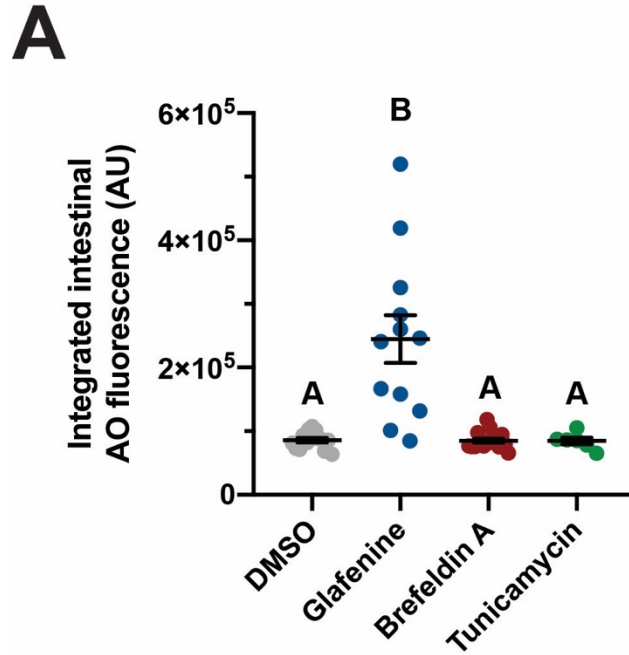 A
Integrated intestinal
AO fluorescence (AU)
6×10⁵
4×10⁵
2×10⁵
0
A
B
A
A
DMSO
Glafenine
Brefeldin A
Tunicamycin